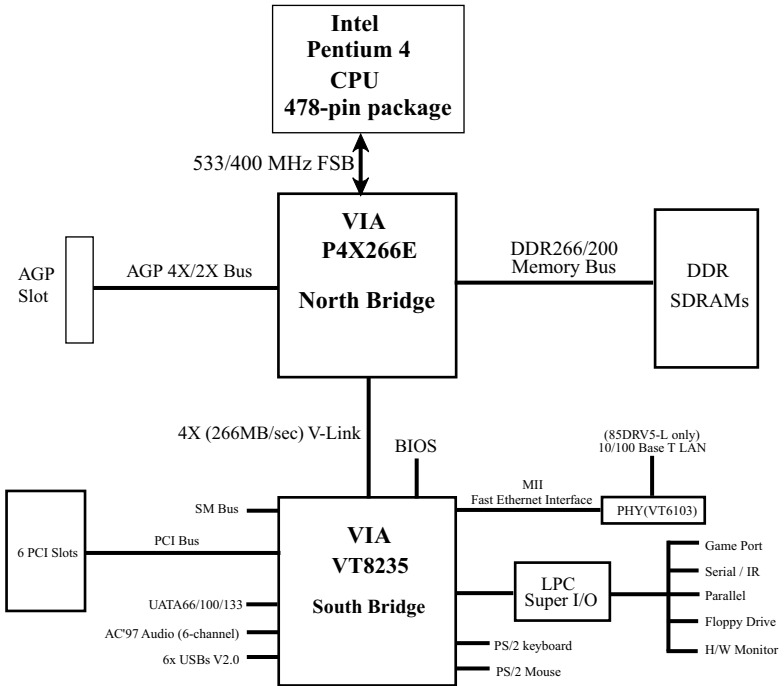 Intel
Pentium 4
CPU
478-pin package
533/400 MHz FSB
VIA
P4X266E
North Bridge
AGP
Slot
AGP 4X/2X Bus
DDR266/200
Memory Bus
DDR
SDRAMs
4X (266MB/sec) V-Link
BIOS
(85DRV5-L only)
10/100 Base T LAN
MII
Fast Ethernet Interface
PHY(VT6103)
SM Bus
6 PCI Slots
PCI Bus
VIA
VT8235
South Bridge
UATA66/100/133
AC'97 Audio (6-channel)
6x USBs V2.0
LPC
Super I/O
Game Port
Serial / IR
Parallel
Floppy Drive
H/W Monitor
PS/2 keyboard
PS/2 Mouse